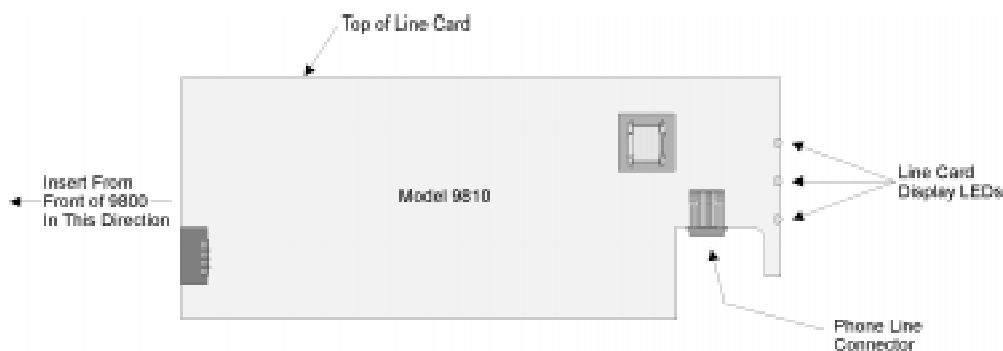 Top of Line Card
Insert From
Front of 9800
In This Direction
Model 9810
Line Card
Display LEDs
Phone Line
Connector